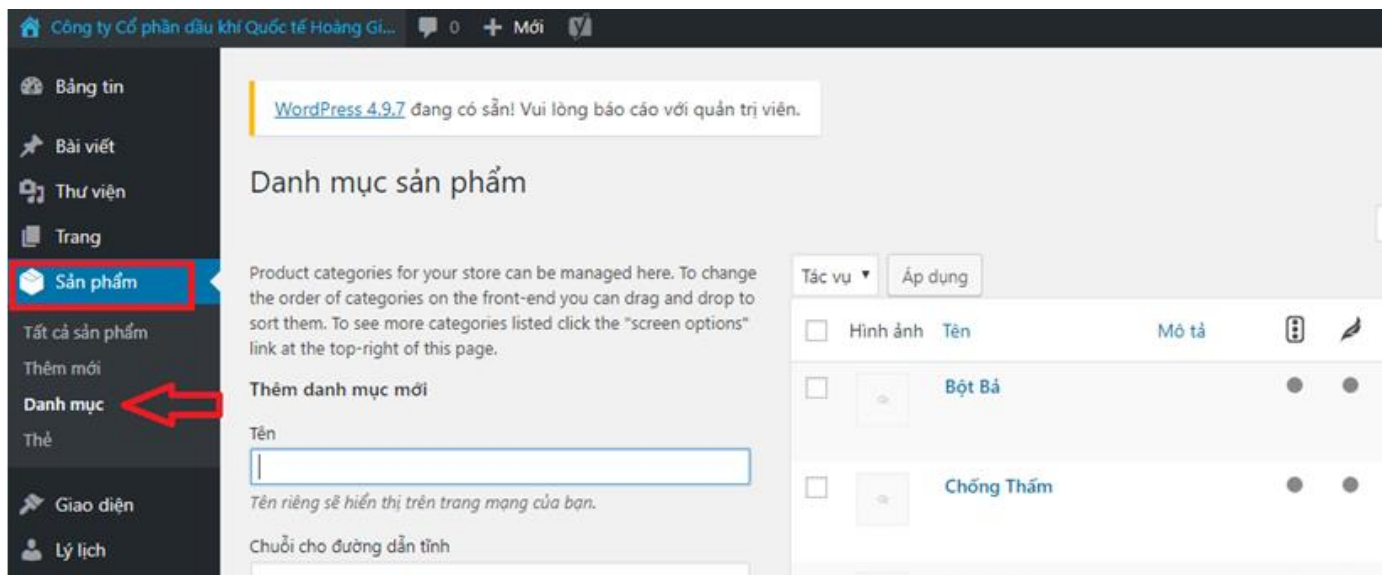 Công ty Cổ phần dầu khí Quốc tế Hoàng Gi... 0 Mới
Bảng tin
Bài viết
Thư viện
Trang
Sản phẩm
Tất cả sản phẩm
Thêm mới
Danh mục
Thẻ
Giao diện
Lý lịch
WordPress 4.9.7 đang có sẵn! Vui lòng báo cáo với quản trị viên.
Danh mục sản phẩm
Product categories for your store can be managed here. To change
the order of categories on the front-end you can drag and drop to
sort them. To see more categories listed click the "screen options"
link at the top-right of this page.
Thêm danh mục mới
Tên
Tên riêng sẽ hiển thị trên trang mạng của bạn.
Chuỗi cho đường dẫn tĩnh
Tác vụ Áp dụng
Hình ảnh Tên Mô tả
Bột Bả
Chống Thấm